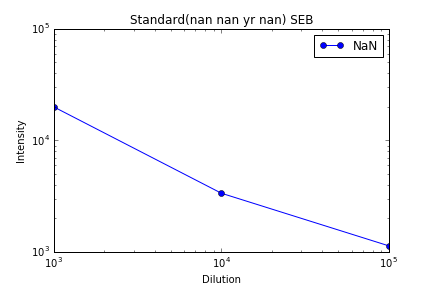 Standard(nan nan yr nan) SEB
10^5
NaN
10^4
Intensity
10^3
10^3 10^4 10^5
Dilution